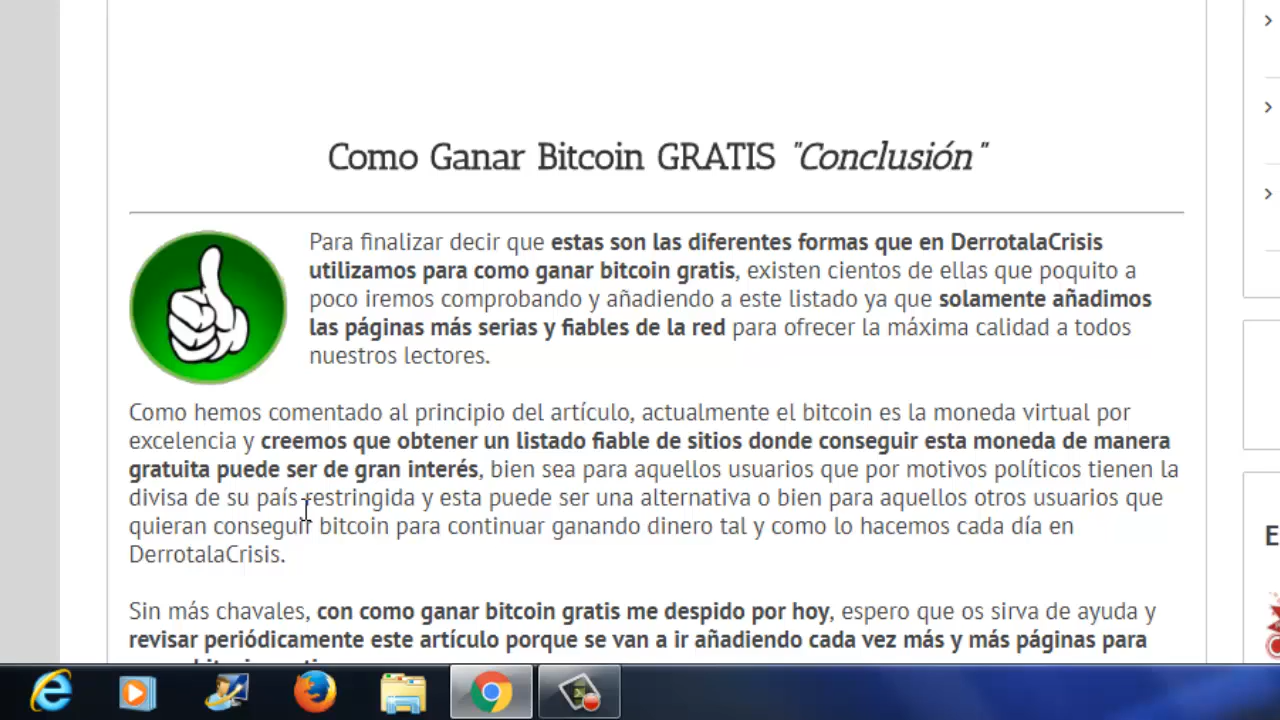 Como Ganar Bitcoin GRATIS "Conclusión"
Para finalizar decir que estas son las diferentes formas que en DerrotalaCrisis
utilizamos para como ganar bitcoin gratis, existen cientos de ellas que poquito a
poco iremos comprobando y añadiendo a este listado ya que solamente añadimos
las páginas más serias y fiables de la red para ofrecer la máxima calidad a todos
nuestros lectores.
Como hemos comentado al principio del artículo, actualmente el bitcoin es la moneda virtual por
excelencia y creemos que obtener un listado fiable de sitios donde conseguir esta moneda de manera
gratuita puede ser de gran interés, bien sea para aquellos usuarios que por motivos políticos tienen la
divisa de su país restringida y esta puede ser una alternativa o bien para aquellos otros usuarios que
quieran conseguir bitcoin para continuar ganando dinero tal y como lo hacemos cada día en
DerrotalaCrisis.
Sin más chavales, con como ganar bitcoin gratis me despido por hoy, espero que os sirva de ayuda y
revisar periódicamente este artículo porque se van a ir añadiendo cada vez más y más páginas para